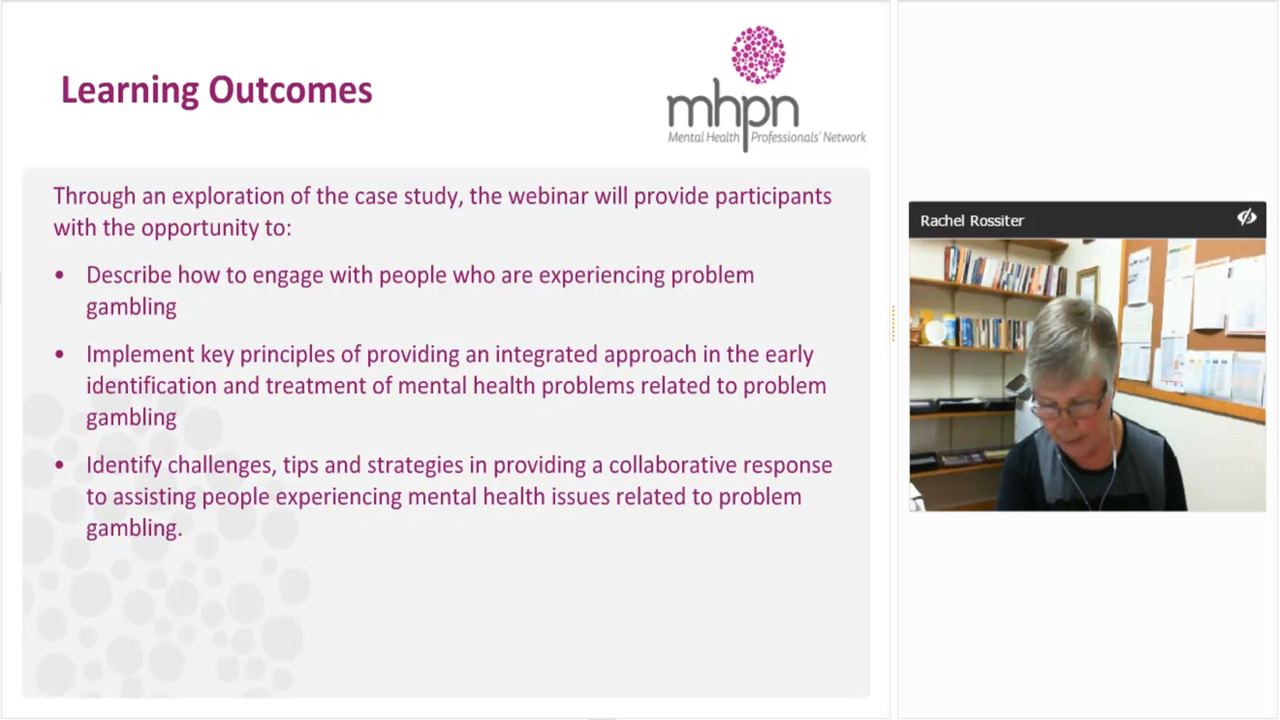 Learning Outcomes
mhpn
Mental Health Professionals' Network
Through an exploration of the case study, the webinar will provide participants
with the opportunity to:
• Describe how to engage with people who are experiencing problem
gambling
• Implement key principles of providing an integrated approach in the early
identification and treatment of mental health problems related to problem
gambling
• Identify challenges, tips and strategies in providing a collaborative response
to assisting people experiencing mental health issues related to problem
gambling.
Rachel Rossiter